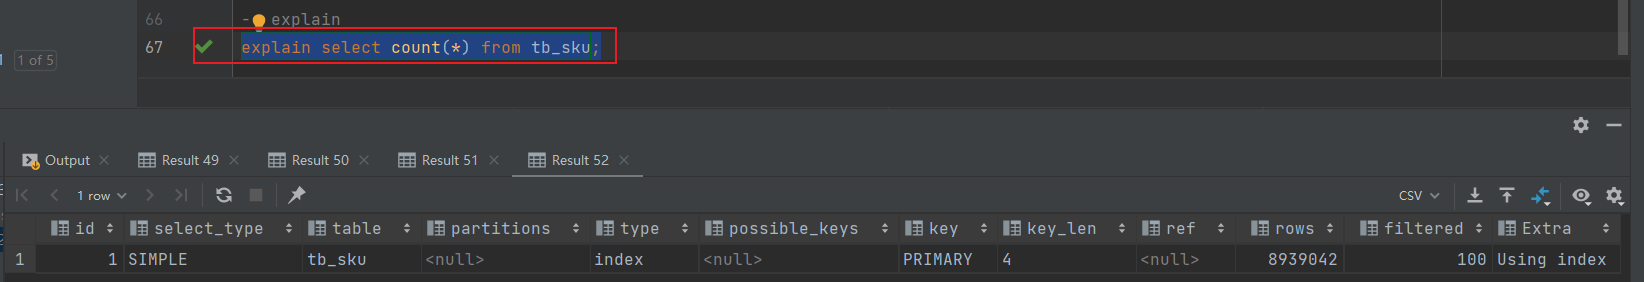 66 - explain
67 explain select count(*) from tb_sku;
1 of 5
Output Result 49 Result 50 Result 51 Result 52
1 row CSV
id select_type table partitions type possible_keys key key_len ref rows filtered Extra
1 1 SIMPLE tb_sku <null> index <null> PRIMARY 4 <null> 8939042 100 Using index